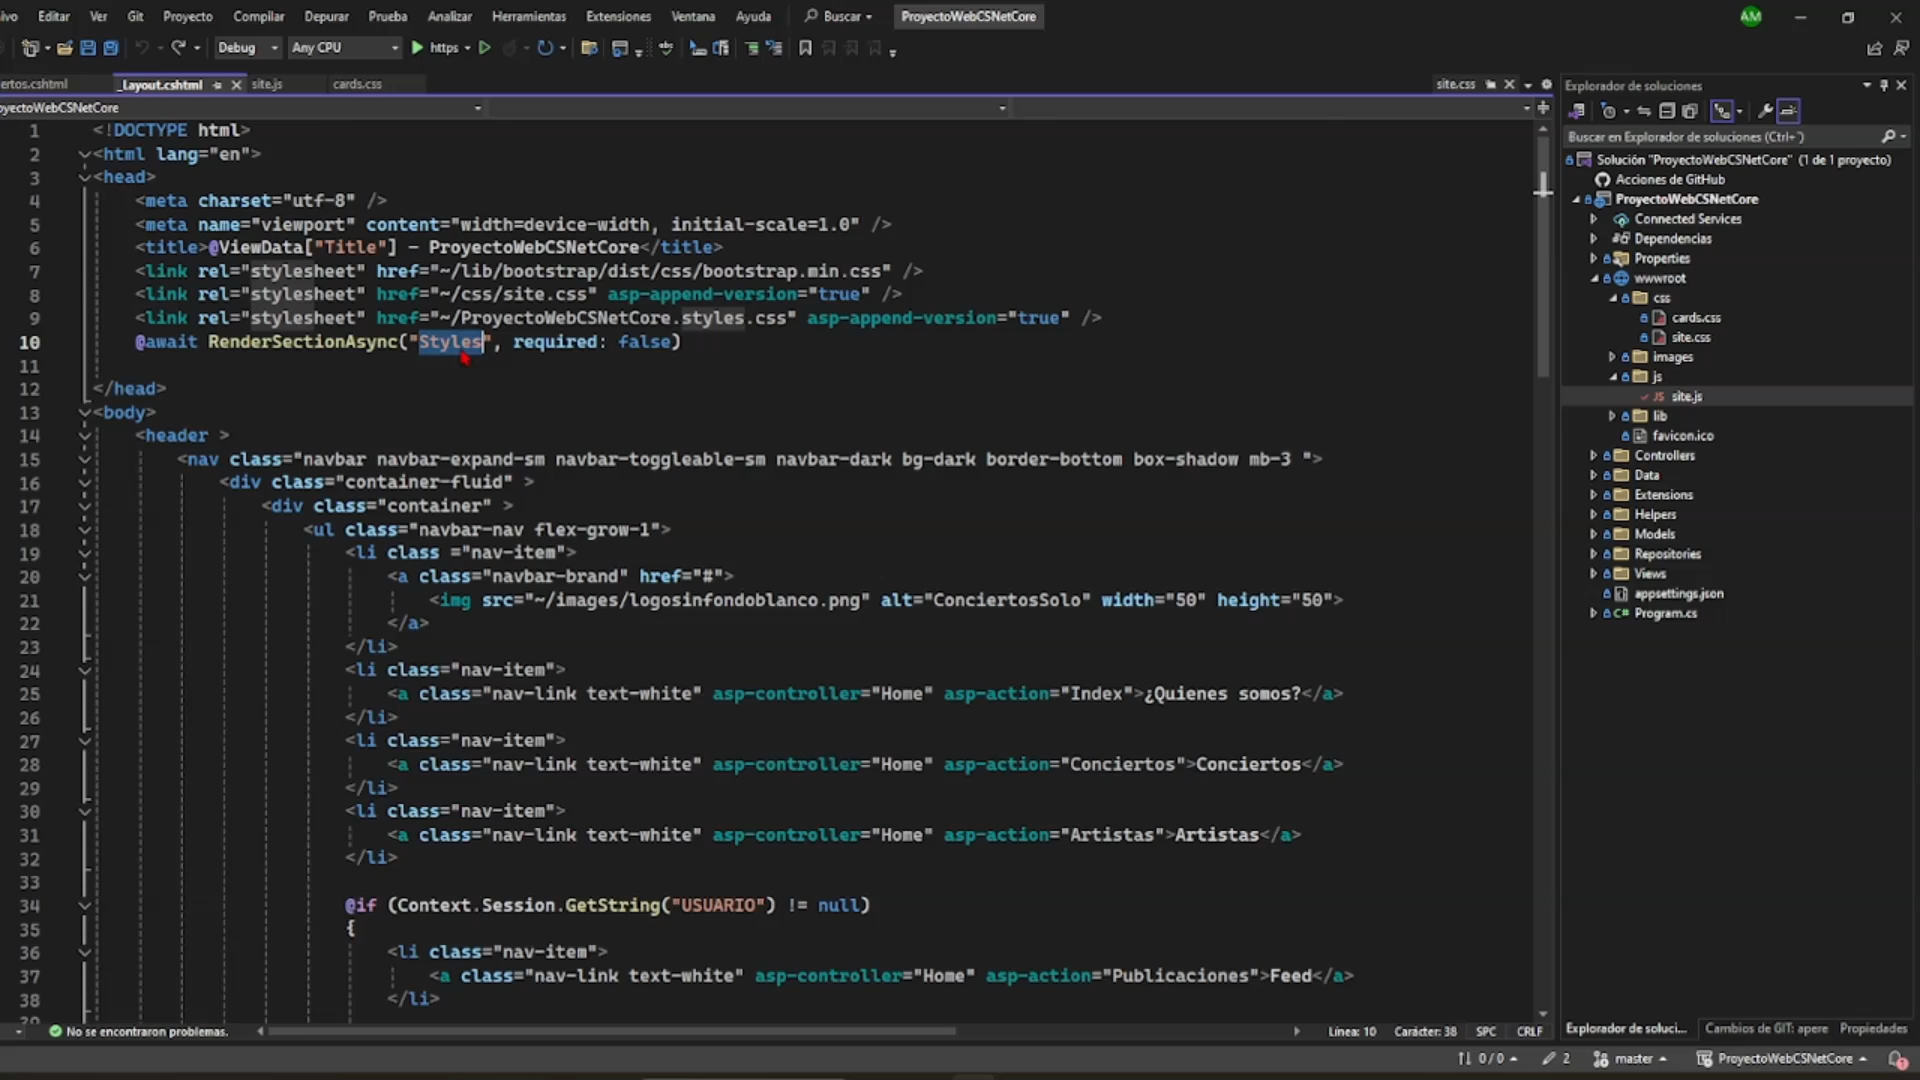 ivo Editar Ver Git Proyecto Compilar Depurar Prueba Analizar Herramientas Extensiones Ventana Ayuda Buscar ProyectoWebCSNetCore AM
Debug Any CPU https
ertos.cshtml _Layout.cshtml site.js cards.css site.css
oyectoWebCSNetCore
1 <!DOCTYPE html>
2 <html lang="en">
3 <head>
4 <meta charset="utf-8" />
5 <meta name="viewport" content="width=device-width, initial-scale=1.0" />
6 <title>@ViewData["Title"] - ProyectoWebCSNetCore</title>
7 <link rel="stylesheet" href="~/lib/bootstrap/dist/css/bootstrap.min.css" />
8 <link rel="stylesheet" href="~/css/site.css" asp-append-version="true" />
9 <link rel="stylesheet" href="~/ProyectoWebCSNetCore.styles.css" asp-append-version="true" />
10 @await RenderSectionAsync("Styles", required: false)
11
12 </head>
13 <body>
14 <header >
15 <nav class="navbar navbar-expand-sm navbar-toggleable-sm navbar-dark bg-dark border-bottom box-shadow mb-3 ">
16 <div class="container-fluid" >
17 <div class="container" >
18 <ul class="navbar-nav flex-grow-1">
19 <li class ="nav-item">
20 <a class="navbar-brand" href="#">
21 <img src="~/images/logosinfondoblanco.png" alt="ConciertosSolo" width="50" height="50">
22 </a>
23 </li>
24 <li class="nav-item">
25 <a class="nav-link text-white" asp-controller="Home" asp-action="Index">¿Quienes somos?</a>
26 </li>
27 <li class="nav-item">
28 <a class="nav-link text-white" asp-controller="Home" asp-action="Conciertos">Conciertos</a>
29 </li>
30 <li class="nav-item">
31 <a class="nav-link text-white" asp-controller="Home" asp-action="Artistas">Artistas</a>
32 </li>
33
34 @if (Context.Session.GetString("USUARIO") != null)
35 {
36 <li class="nav-item">
37 <a class="nav-link text-white" asp-controller="Home" asp-action="Publicaciones">Feed</a>
38 </li>
39
No se encontraron problemas. Línea: 10 Carácter: 38 SPC CRLF
Explorador de soluciones
Buscar en Explorador de soluciones (Ctrl+´)
Solución "ProyectoWebCSNetCore" (1 de 1 proyecto)
Acciones de GitHub
ProyectoWebCSNetCore
Connected Services
Dependencias
Properties
wwwroot
css
cards.css
site.css
images
js
JS site.js
lib
favicon.ico
Controllers
Data
Extensions
Helpers
Models
Repositories
Views
appsettings.json
C# Program.cs
Explorador de soluci... Cambios de GIT: apere Propiedades
0 / 0 2 master ProyectoWebCSNetCore